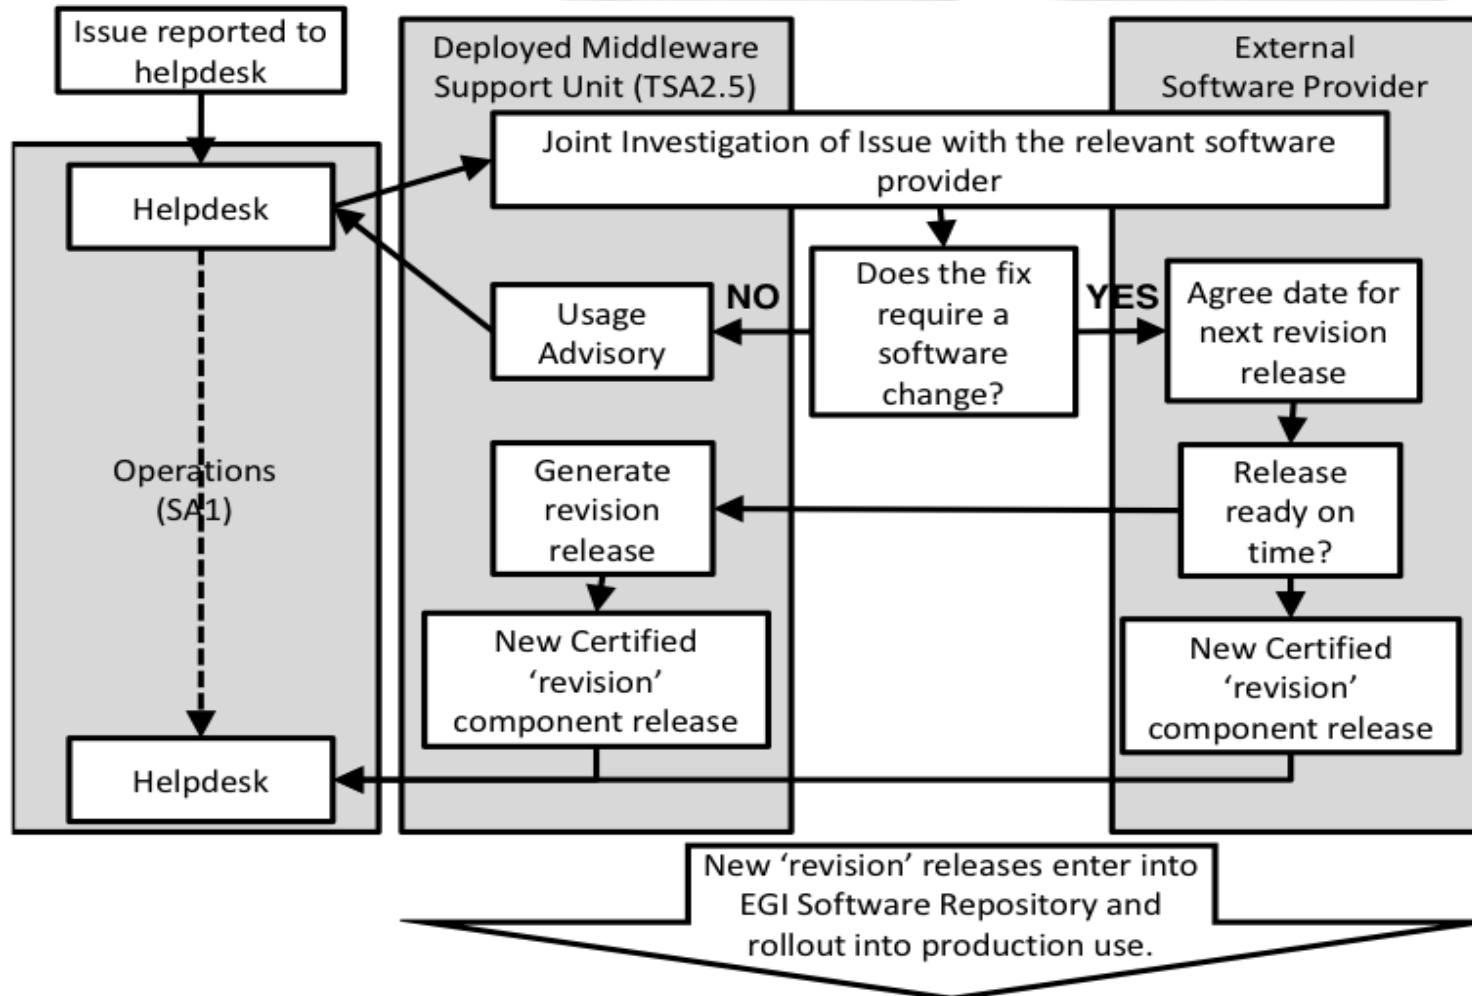 Issue reported to
helpdesk
Deployed Middleware
Support Unit (TSA2.5)
External
Software Provider
Joint Investigation of Issue with the relevant software
provider
Helpdesk
Does the fix
require a
software
change?
NO
YES
Usage
Advisory
Agree date for
next revision
release
Operations
(SA1)
Generate
revision
release
Release
ready on
time?
New Certified
‘revision’
component release
New Certified
‘revision’
component release
Helpdesk
New ‘revision’ releases enter into
EGI Software Repository and
rollout into production use.